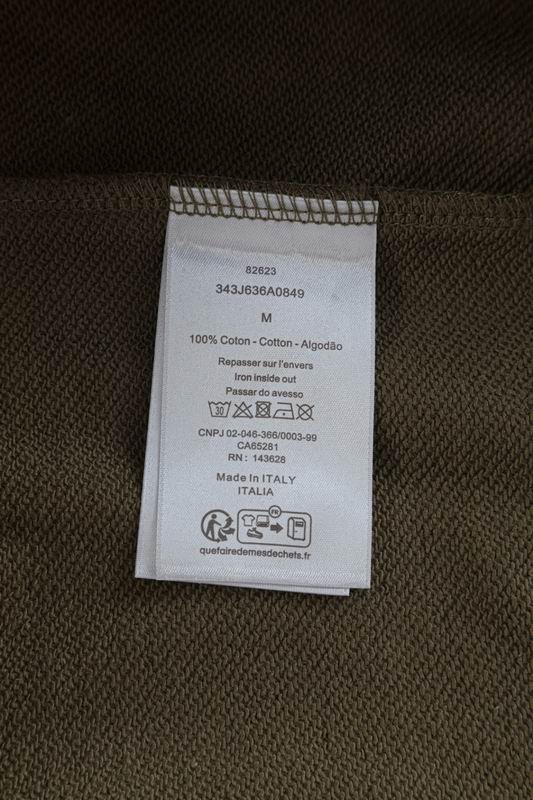 82623
343J636A0849
M
100% Coton - Cotton - Algodão
Repasser sur l'envers
Iron inside out
Passar do avesso
30
CNPJ 02-046-366/0003-99
CA65281
RN : 143628
Made In ITALY
ITALIA
FR
quefairedemesdechets.fr